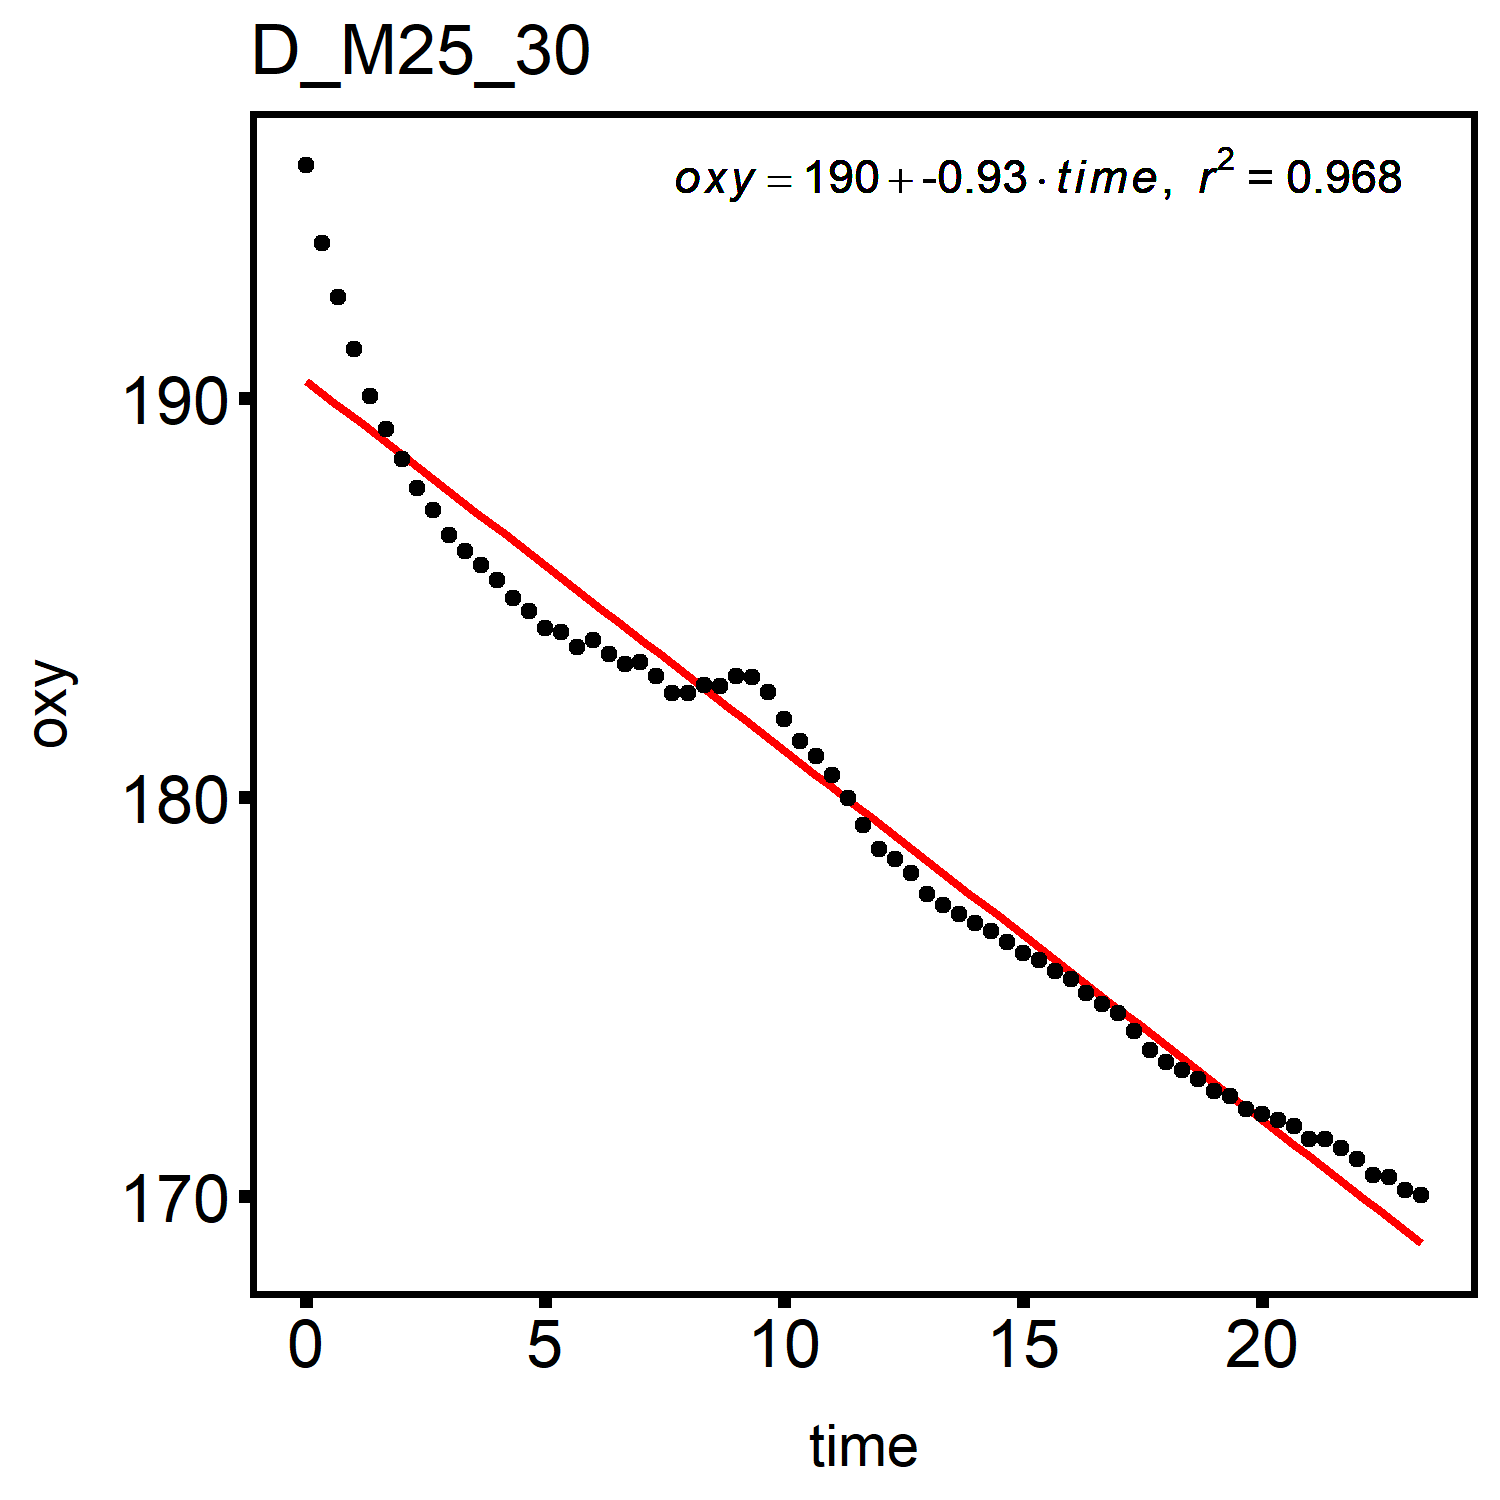 D_M25_30
oxy = 190 + -0.93 · time, r² = 0.968
190
180
170
oxy
0 5 10 15 20
time